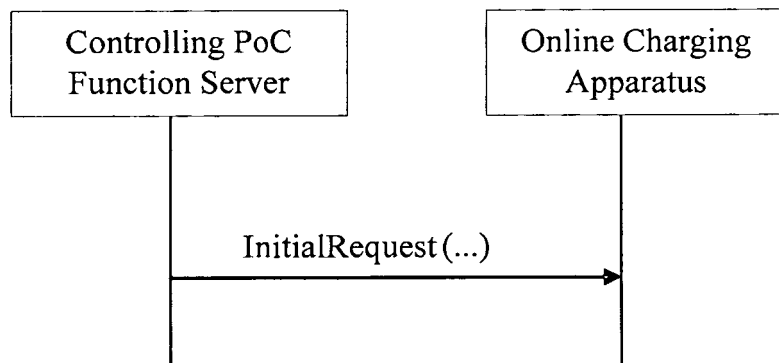 Controlling PoC
Function Server
Online Charging
Apparatus
InitialRequest(...)